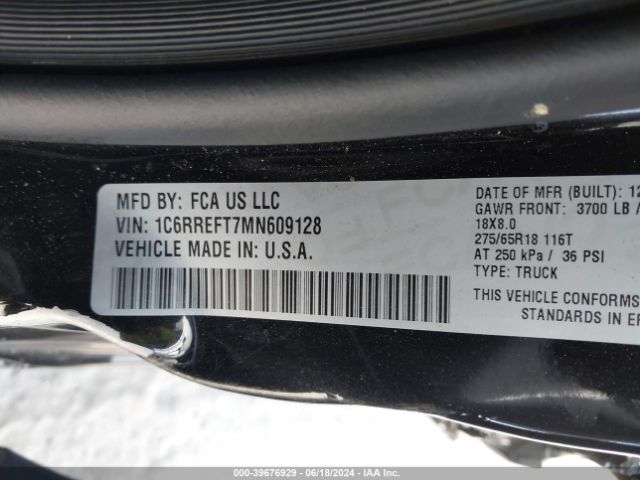 MFD BY: FCA US LLC
VIN: 1C6RREFT7MN609128
VEHICLE MADE IN: U.S.A.
DATE OF MFR (BUILT): 12
GAWR FRONT: 3700 LB /
18X8.0
275/65R18 116T
AT 250 kPa / 36 PSI
TYPE: TRUCK
THIS VEHICLE CONFORMS
STANDARDS IN
000-39676929 - 06/18/2024 - IAA Inc.